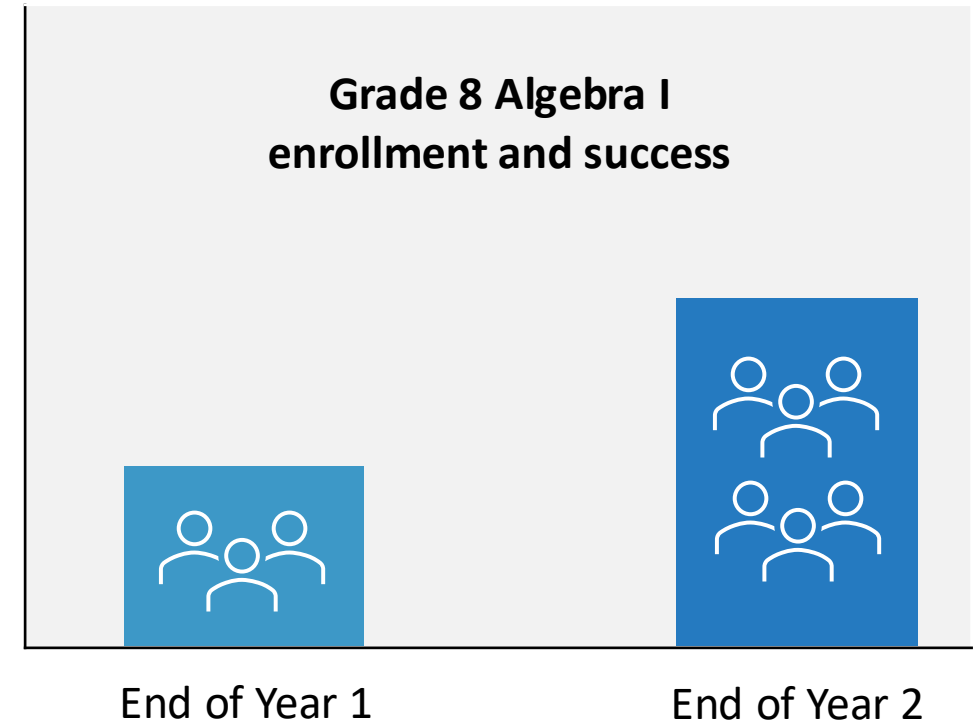 Grade 8 Algebra I
enrollment and success
End of Year 1
End of Year 2